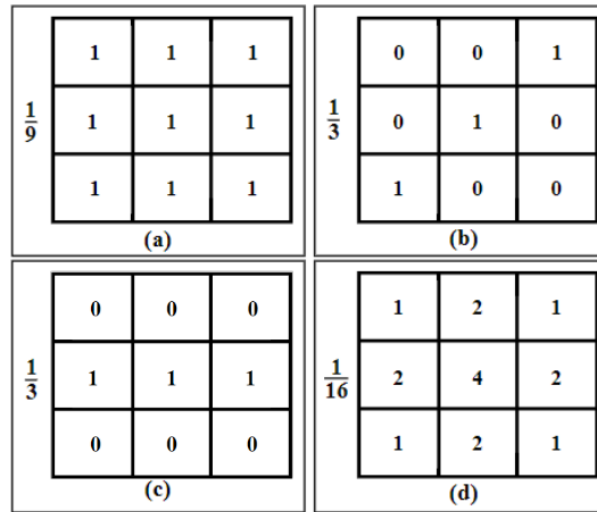 1 1 1
1/9 1 1 1
1 1 1
(a)
0 0 1
1/3 0 1 0
1 0 0
(b)
0 0 0
1/3 1 1 1
0 0 0
(c)
1 2 1
1/16 2 4 2
1 2 1
(d)